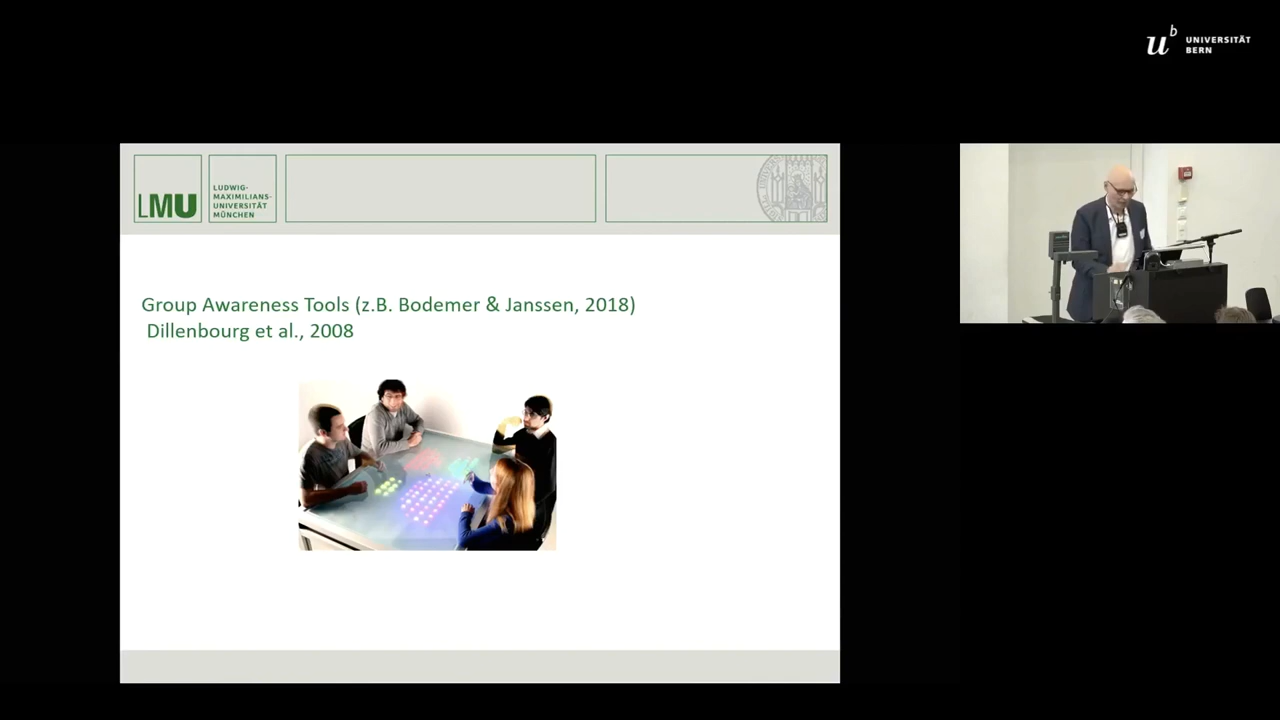 u b UNIVERSITÄT
BERN
LMU
LUDWIG-
MAXIMILIANS-
UNIVERSITÄT
MÜNCHEN
Group Awareness Tools (z.B. Bodemer & Janssen, 2018)
Dillenbourg et al., 2008